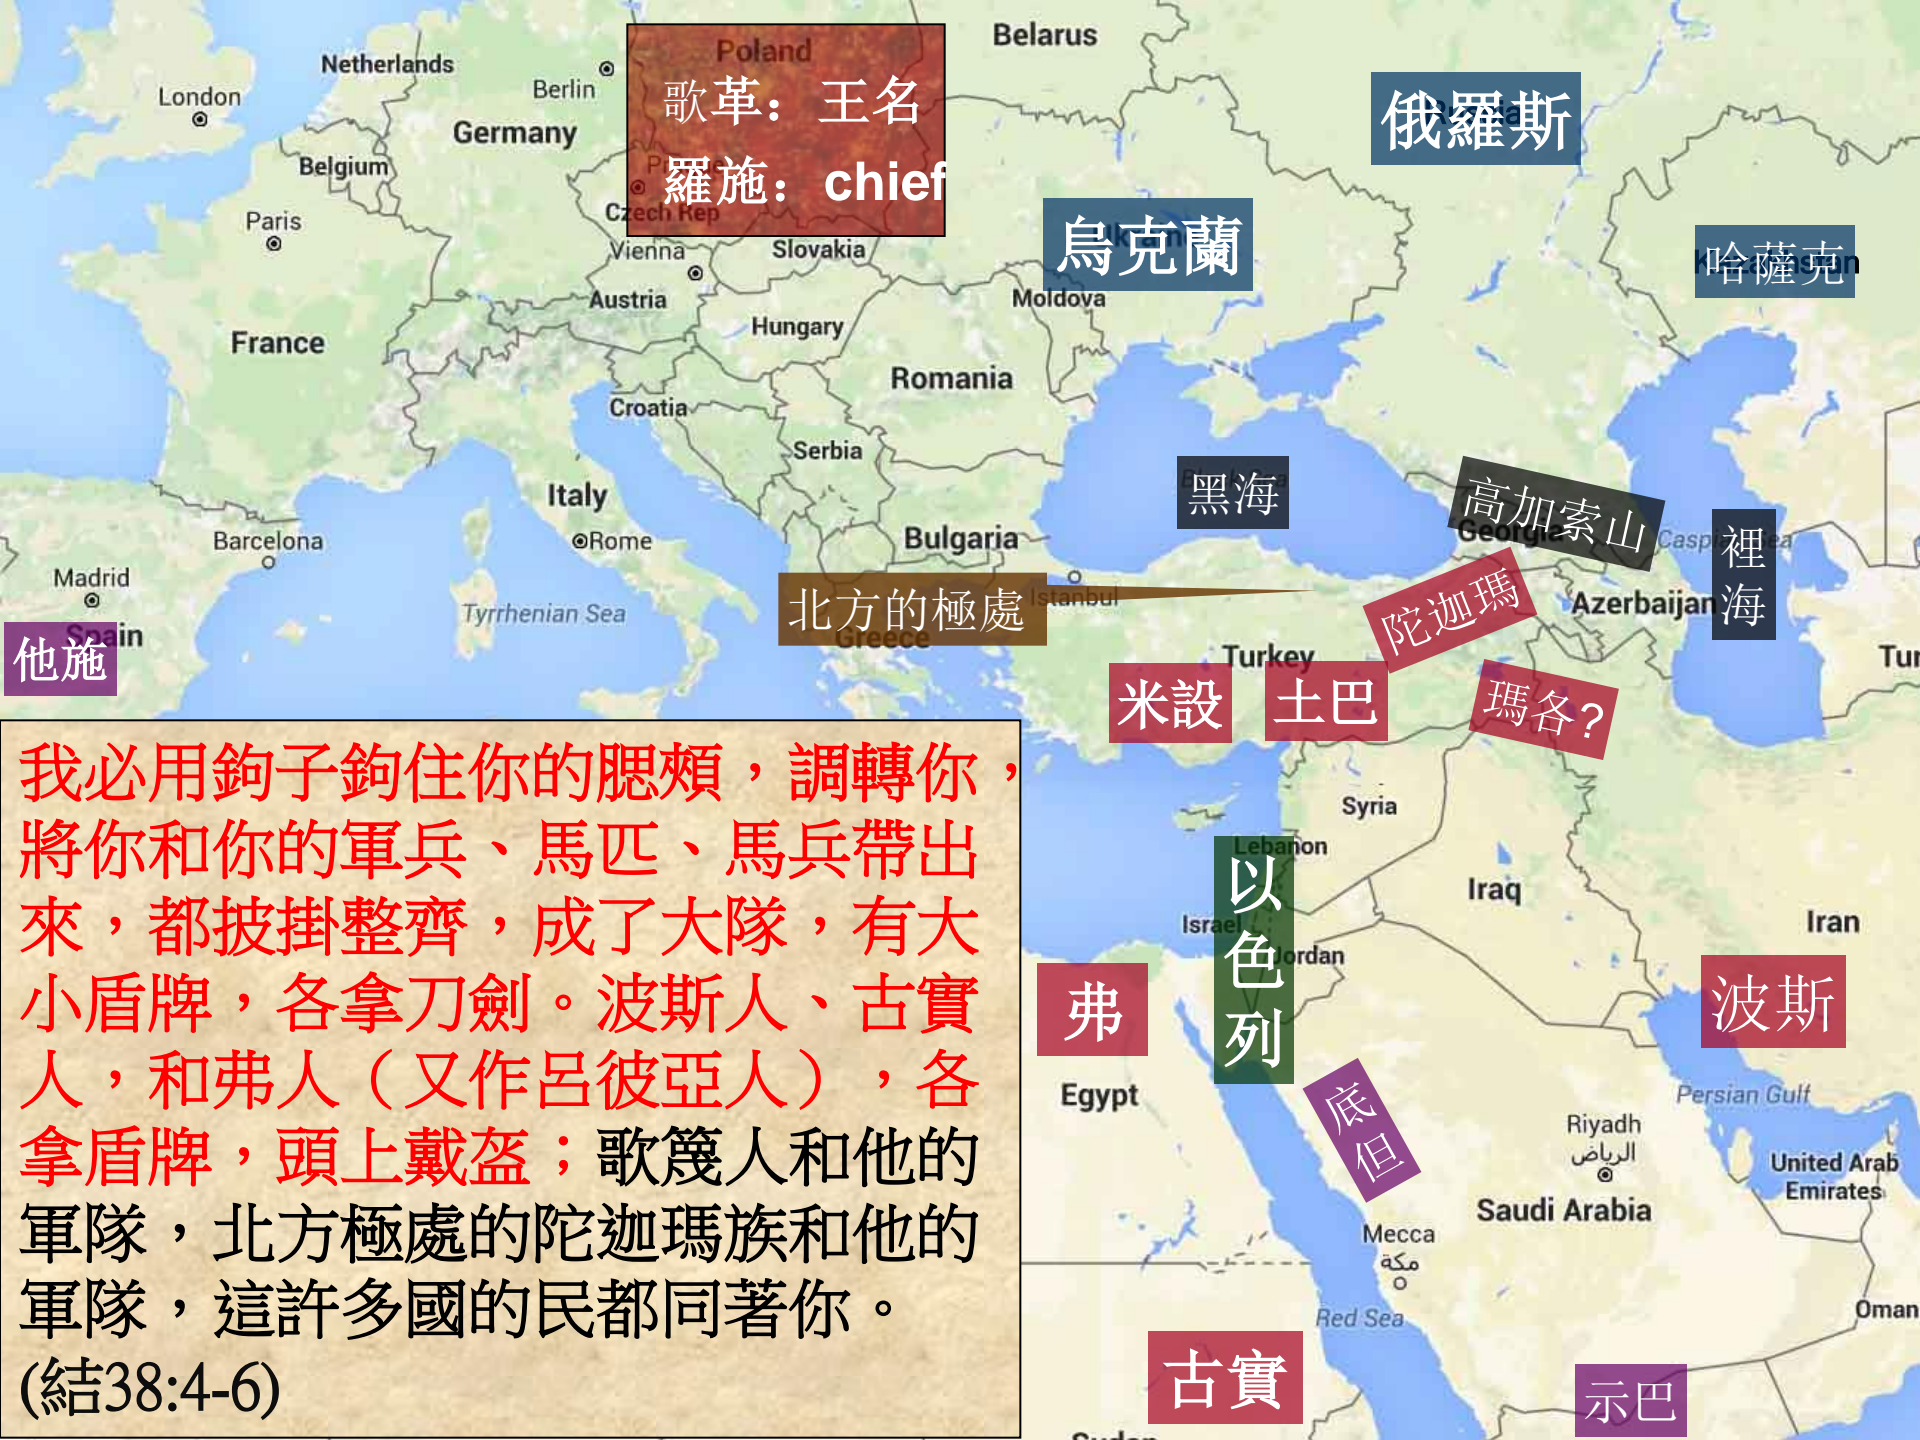 Belarus
Poland
Netherlands
Berlin
London
歌革：王名
俄羅斯
Germany
Belgium
羅施：chief
Czech Rep
Paris
烏克蘭
Vienna
Slovakia
哈薩克
Austria
Moldova
Hungary
France
Romania
Croatia
Serbia
黑海
Italy
高加索山
Georgia
Barcelona
Rome
Bulgaria
裡海
Madrid
Istanbul
陀迦瑪
Azerbaijan
北方的極處
Tyrrhenian Sea
Greece
Spain
他施
Turkey
米設
土巴
瑪各?
我必用鉤子鉤住你的腮頰，調轉你，
將你和你的軍兵、馬匹、馬兵帶出
來，都披掛整齊，成了大隊，有大
小盾牌，各拿刀劍。波斯人、古實
人，和弗人（又作呂彼亞人），各
拿盾牌，頭上戴盔；歌篾人和他的
軍隊，北方極處的陀迦瑪族和他的
軍隊，這許多國的民都同著你。
(結38:4-6)
Syria
Lebanon
以色列
Iraq
Israel
Iran
Jordan
弗
波斯
Egypt
底但
Persian Gulf
Riyadh
الرياض
United Arab
Emirates
Saudi Arabia
Mecca
مكة
Red Sea
Oman
古實
示巴